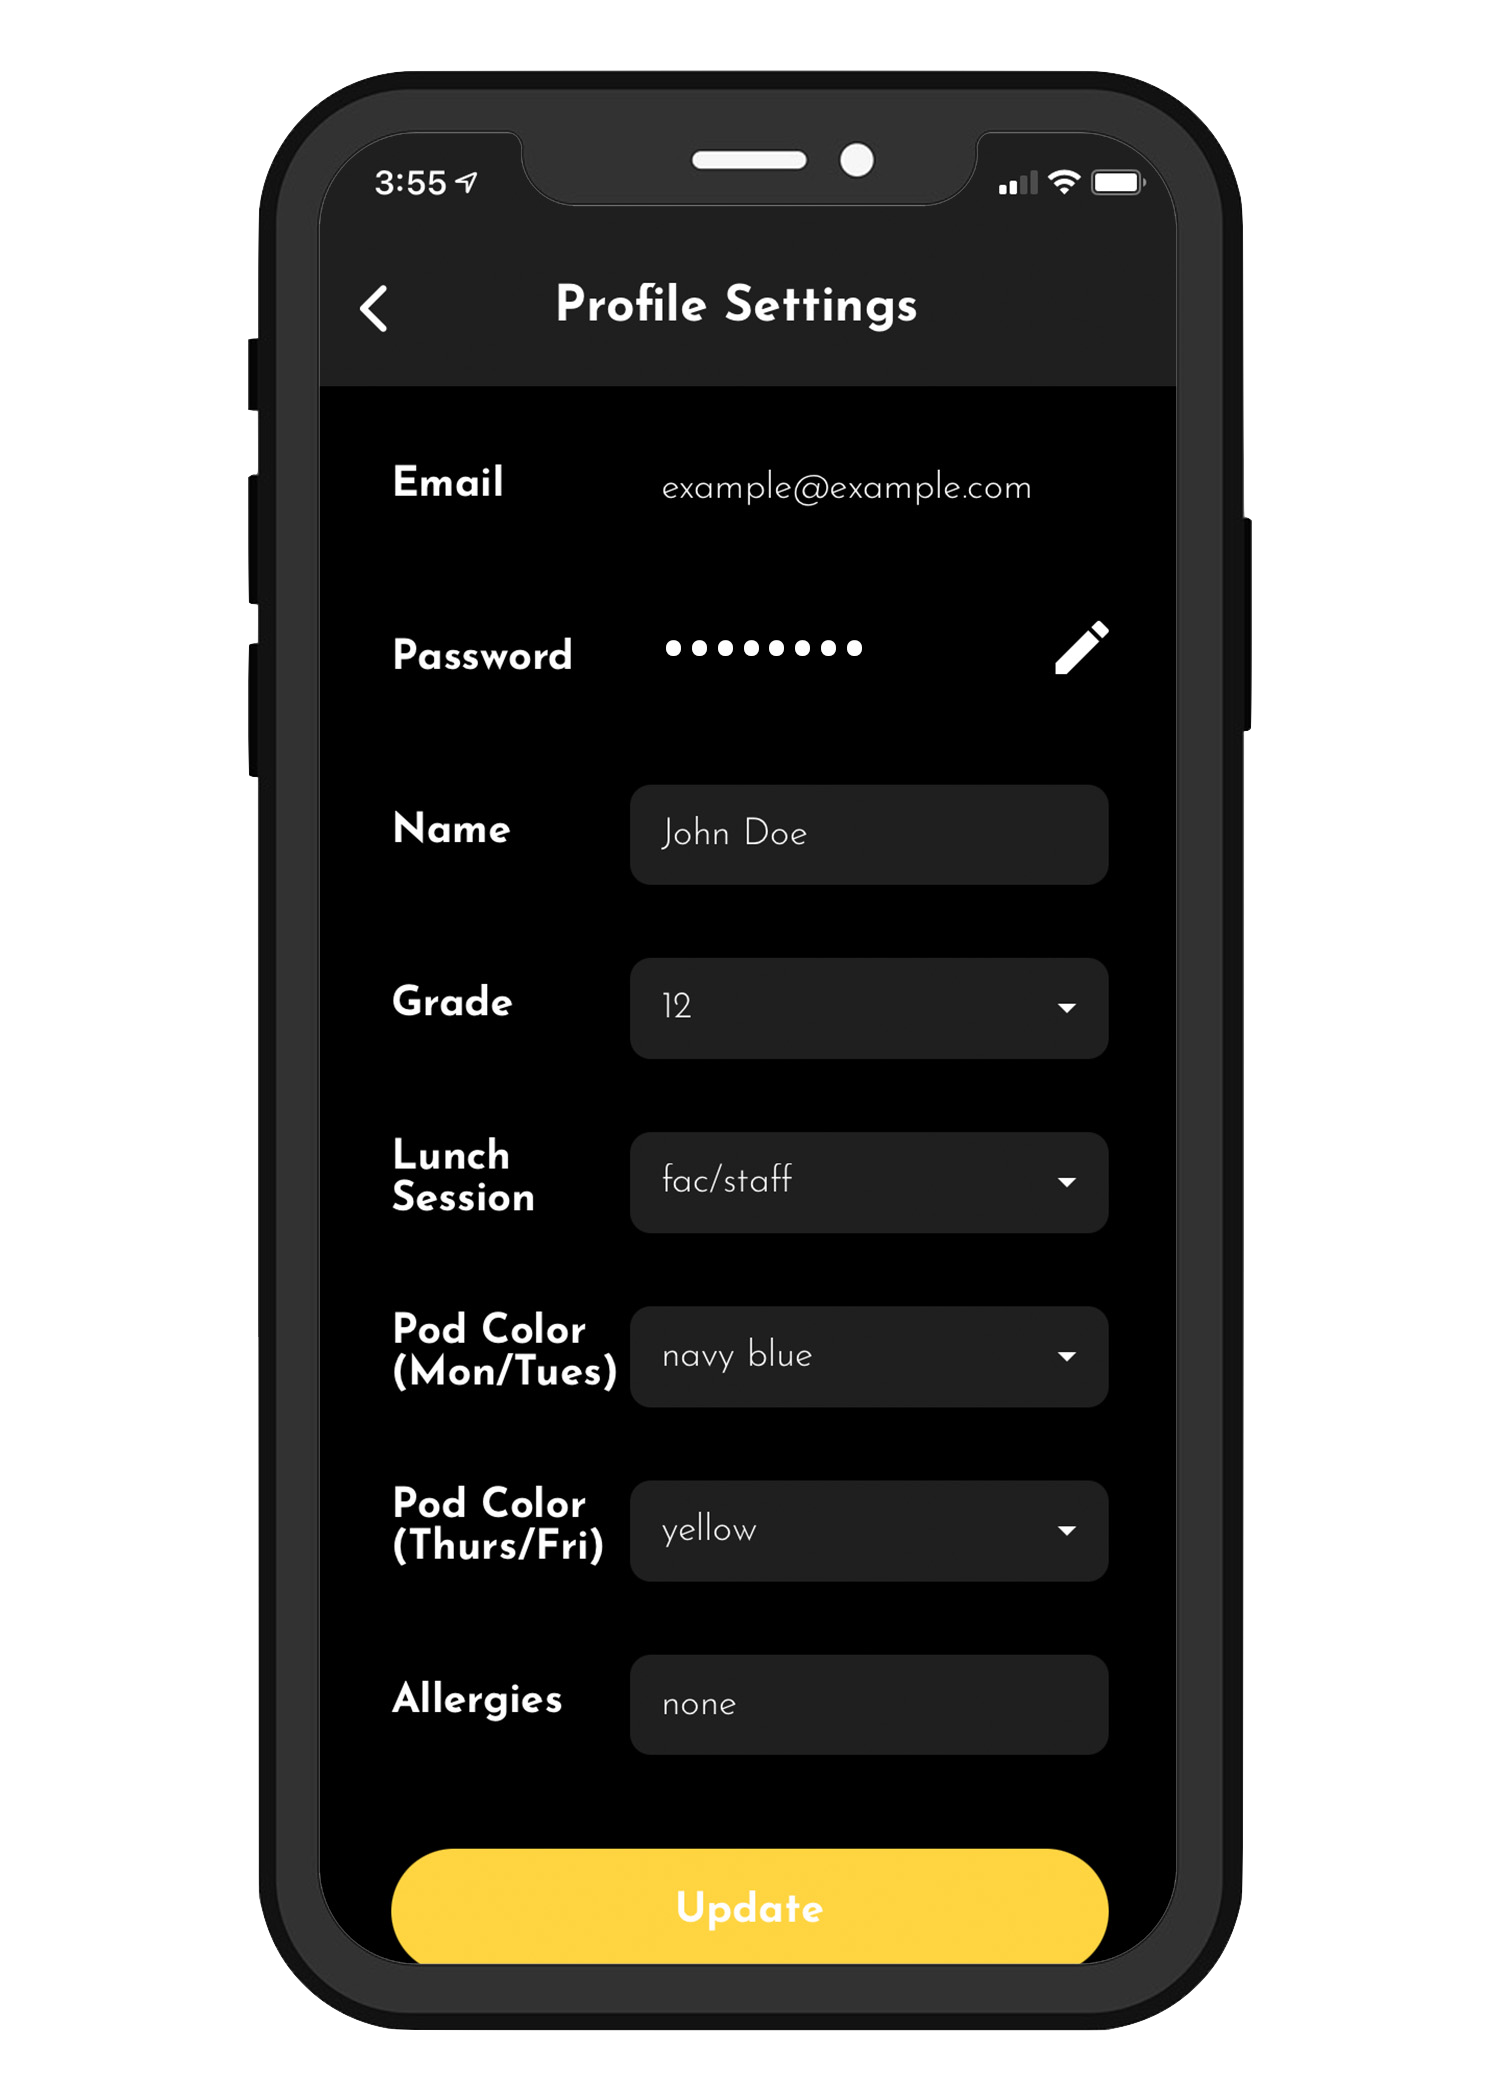 3:55
Profile Settings
Email
example@example.com
Password
••••••••
Name
John Doe
Grade
12
Lunch
Session
fac/staff
Pod Color
(Mon/Tues)
navy blue
Pod Color
(Thurs/Fri)
yellow
Allergies
none
Update